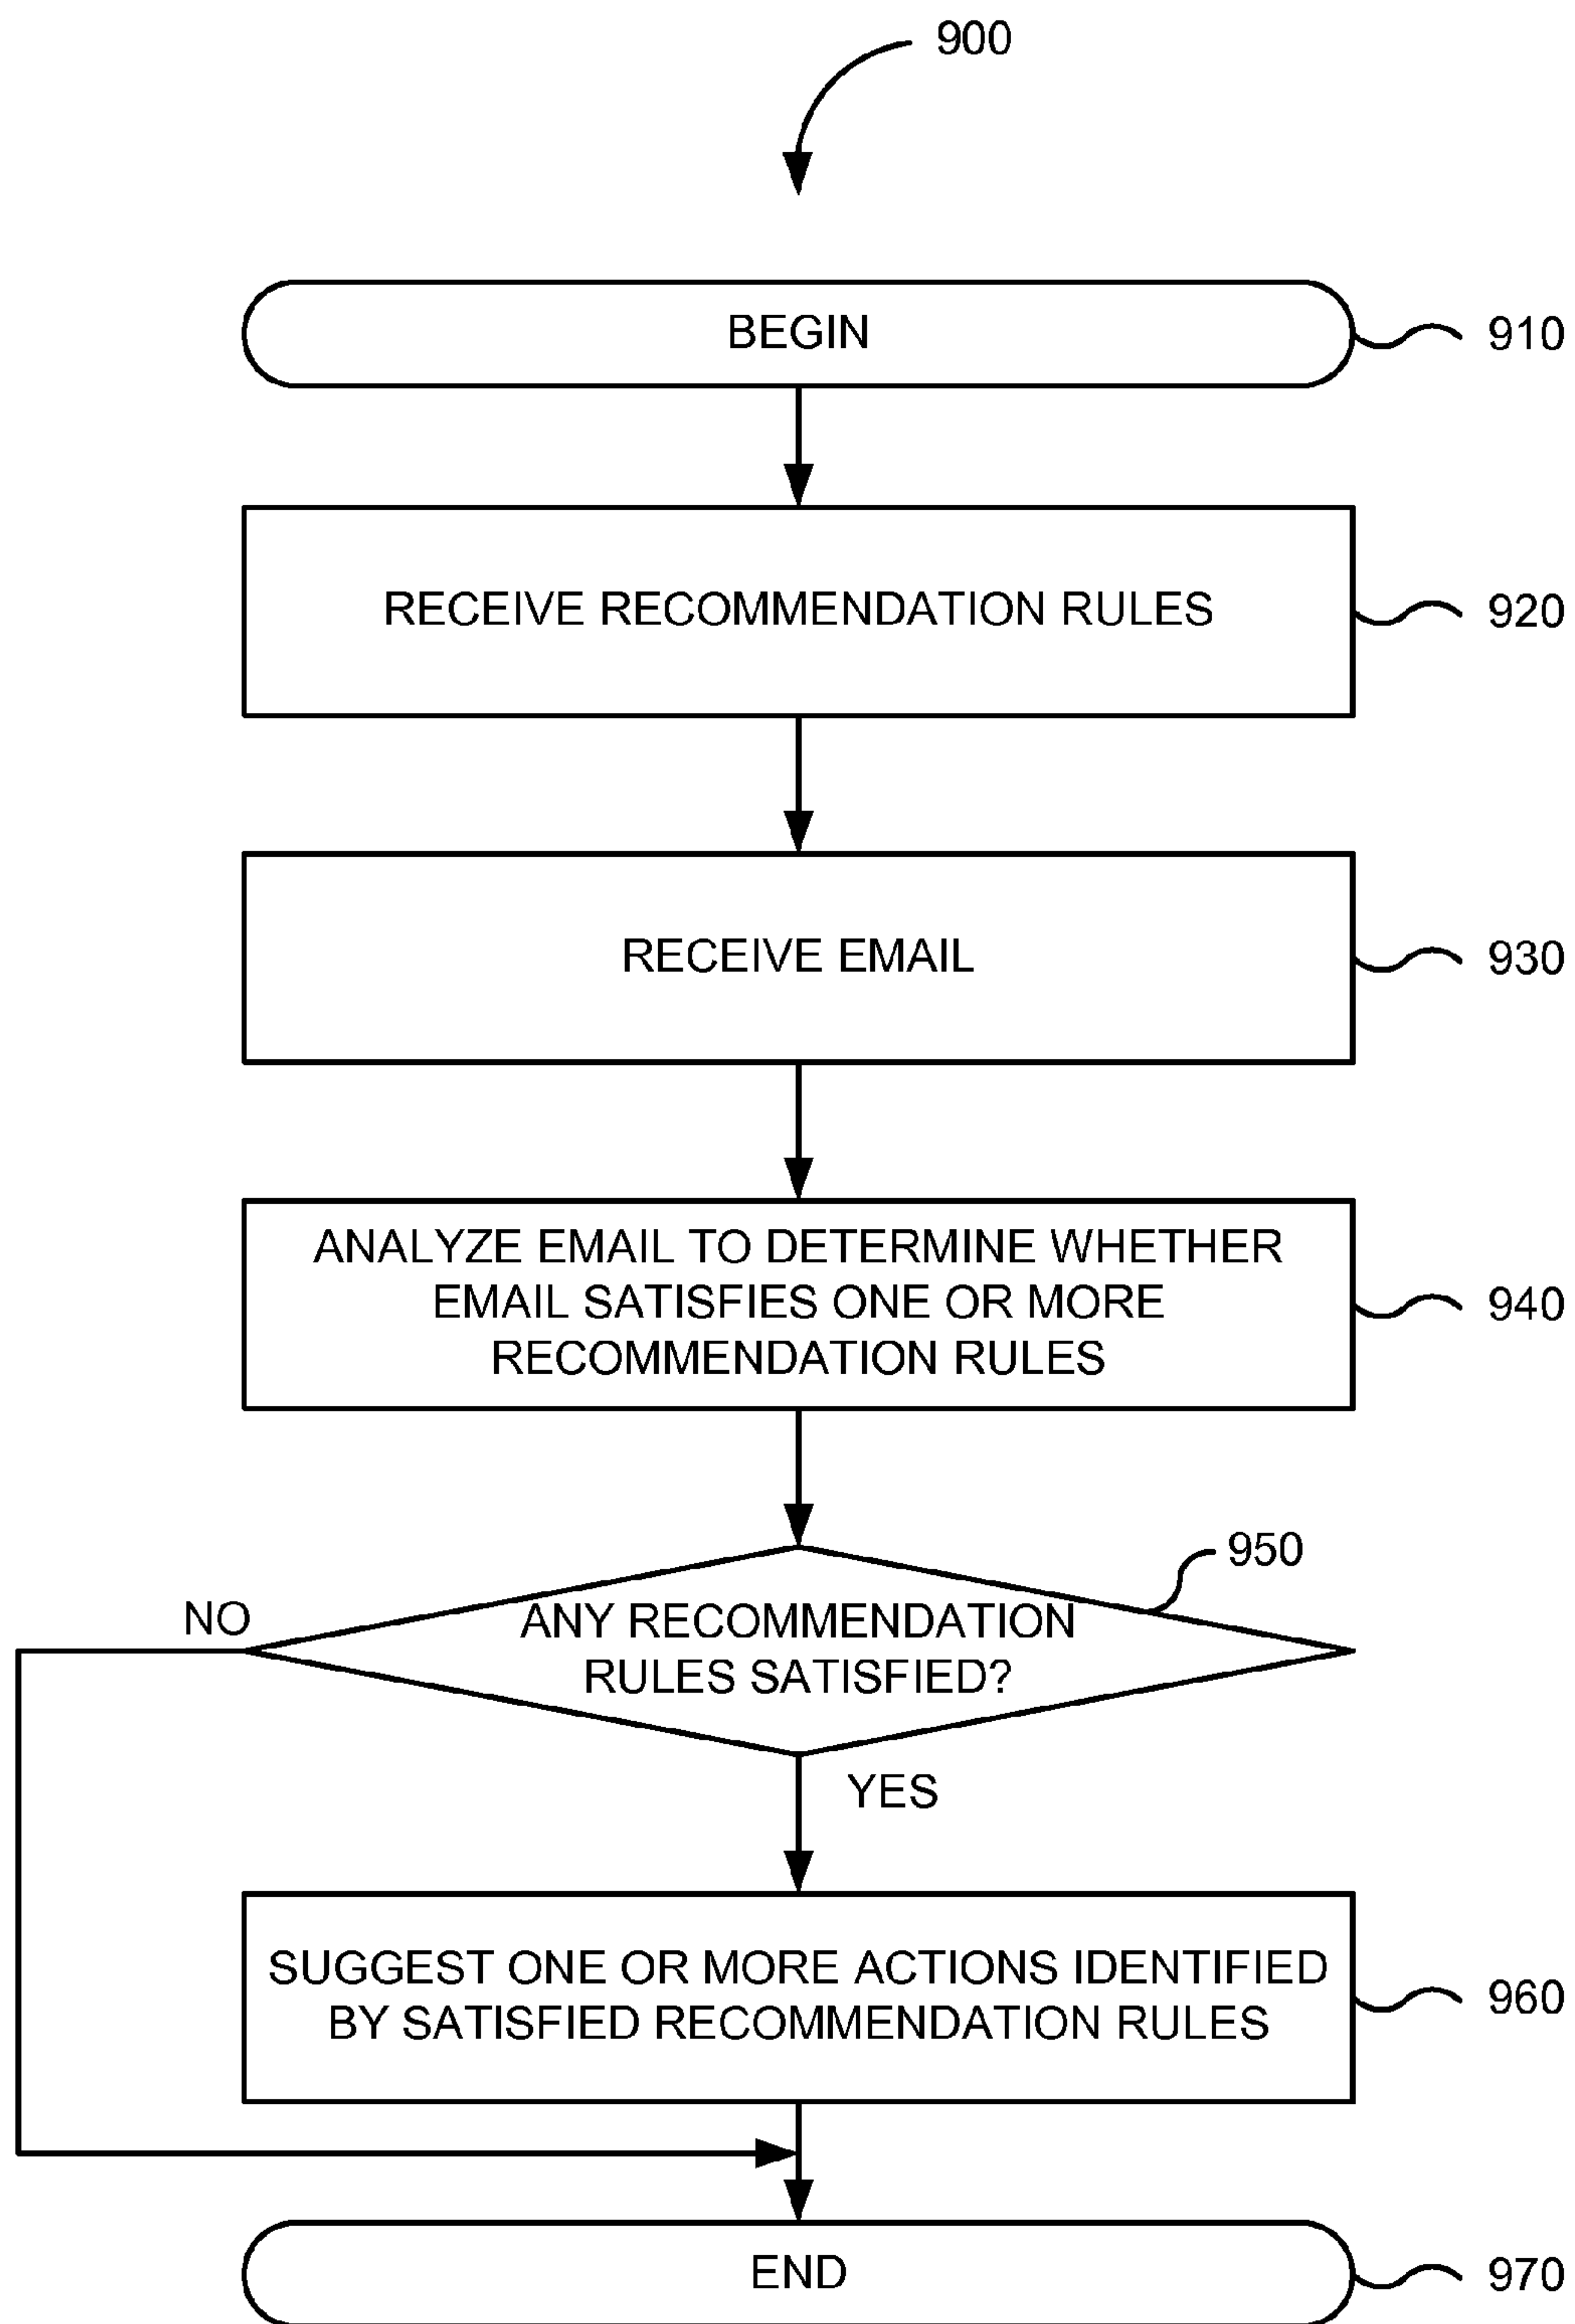 900
BEGIN
910
RECEIVE RECOMMENDATION RULES
920
RECEIVE EMAIL
930
ANALYZE EMAIL TO DETERMINE WHETHER
EMAIL SATISFIES ONE OR MORE
RECOMMENDATION RULES
940
950
NO
ANY RECOMMENDATION
RULES SATISFIED?
YES
SUGGEST ONE OR MORE ACTIONS IDENTIFIED
BY SATISFIED RECOMMENDATION RULES
960
END
970